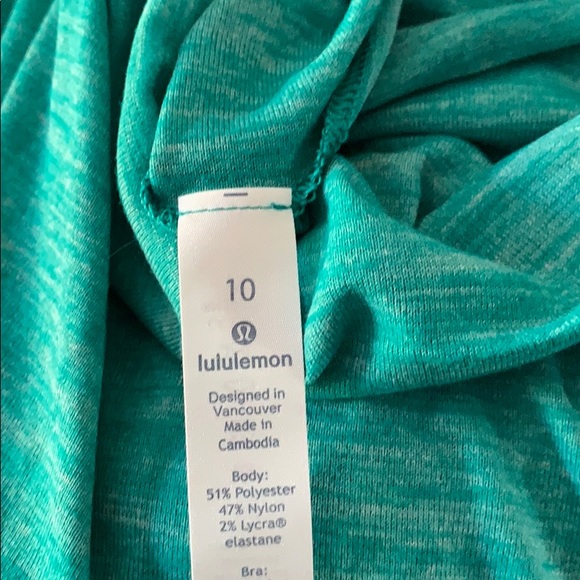 10
lululemon
Designed in
Vancouver
Made in
Cambodia
Body:
51% Polyester
47% Nylon
2% Lycra®
elastane
Bra: